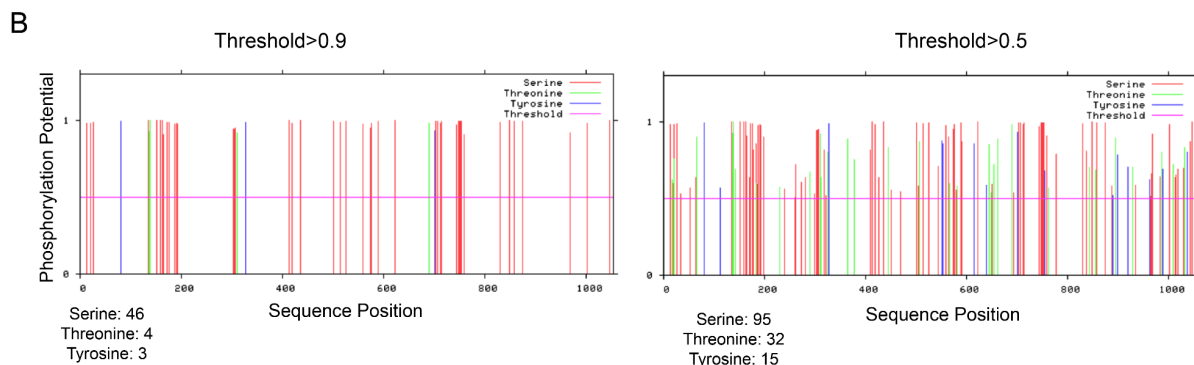 B
Threshold>0.9
Phosphorylation Potential
1
0
Serine
Threonine
Tyrosine
Threshold
0 200 400 600 800 1000
Sequence Position
Serine: 46
Threonine: 4
Tyrosine: 3
Threshold>0.5
1
0
Serine
Threonine
Tyrosine
Threshold
0 200 400 600 800 1000
Sequence Position
Serine: 95
Threonine: 32
Tyrosine: 15